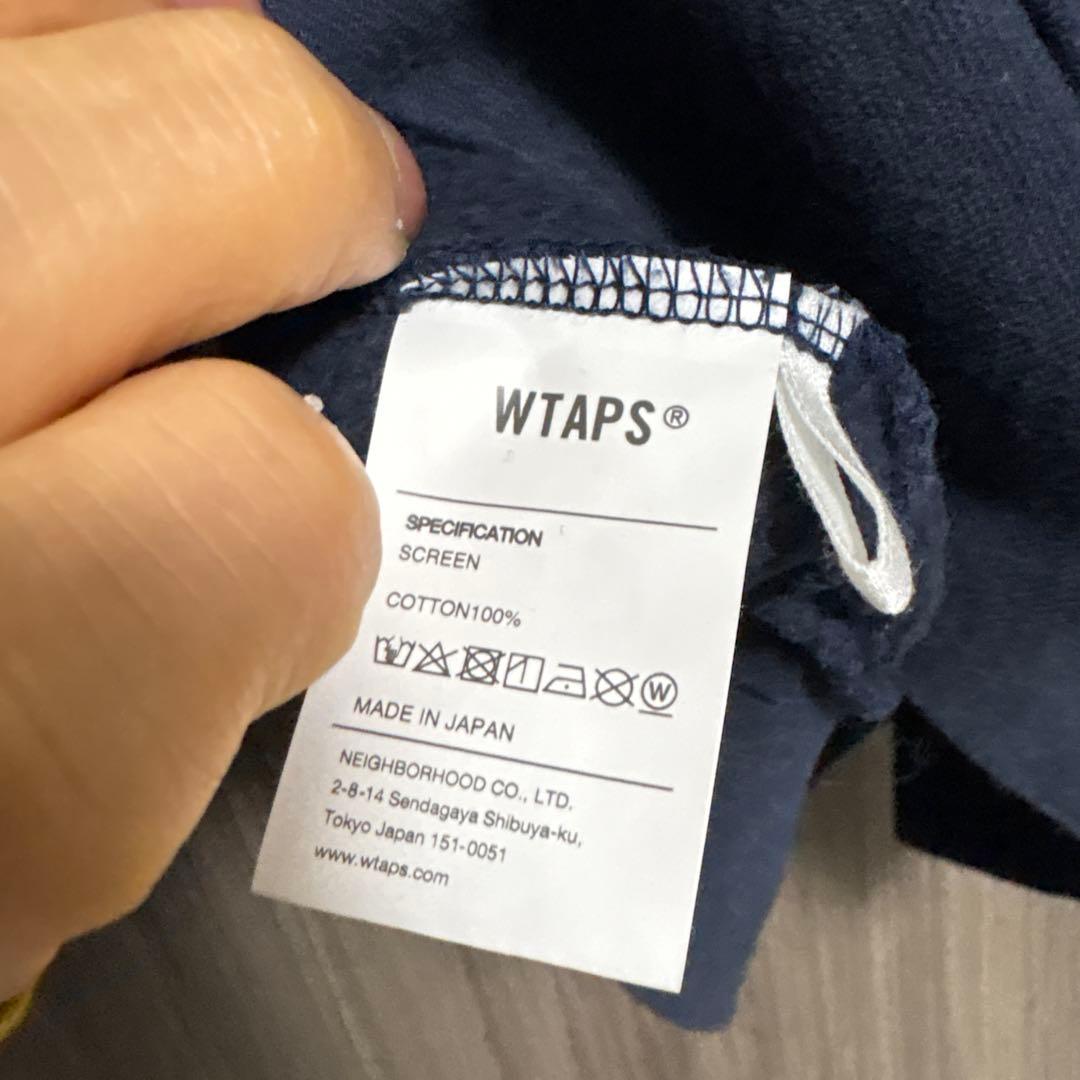 WTAPS®
SPECIFICATION
SCREEN
COTTON100%
W
MADE IN JAPAN
NEIGHBORHOOD CO., LTD.
2-8-14 Sendagaya Shibuya-ku,
Tokyo Japan 151-0051
www.wtaps.com